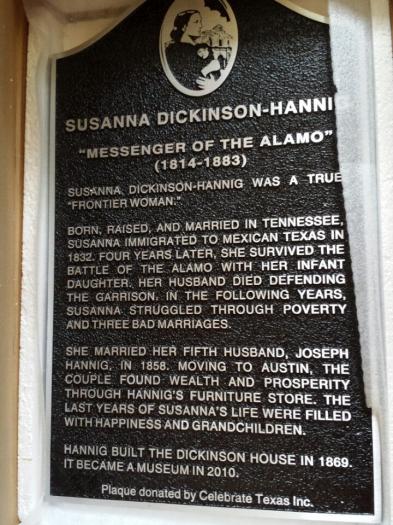 SUSANNA DICKINSON-HANNI
"MESSENGER OF THE ALAMO"
(1814-1883)
SUSANNA DICKINSON-HANNIG WAS A TRUE
"FRONTIER WOMAN."
BORN, RAISED, AND MARRIED IN TENNESSEE,
SUSANNA IMMIGRATED TO MEXICAN TEXAS IN
1832. FOUR YEARS LATER, SHE SURVIVED THE
BATTLE OF THE ALAMO WITH HER INFANT
DAUGHTER. HER HUSBAND DIED DEFENDING
THE GARRISON. IN THE FOLLOWING YEARS,
SUSANNA STRUGGLED THROUGH POVERTY
AND THREE BAD MARRIAGES.
SHE MARRIED HER FIFTH HUSBAND, JOSEPH
HANNIG, IN 1858. MOVING TO AUSTIN, THE
COUPLE FOUND WEALTH AND PROSPERITY
THROUGH HANNIG'S FURNITURE STORE. THE
LAST YEARS OF SUSANNA'S LIFE WERE FILLED
WITH HAPPINESS AND GRANDCHILDREN.
HANNIG BUILT THE DICKINSON HOUSE IN 1869.
IT BECAME A MUSEUM IN 2010.
Plaque donated by Celebrate Texas Inc.